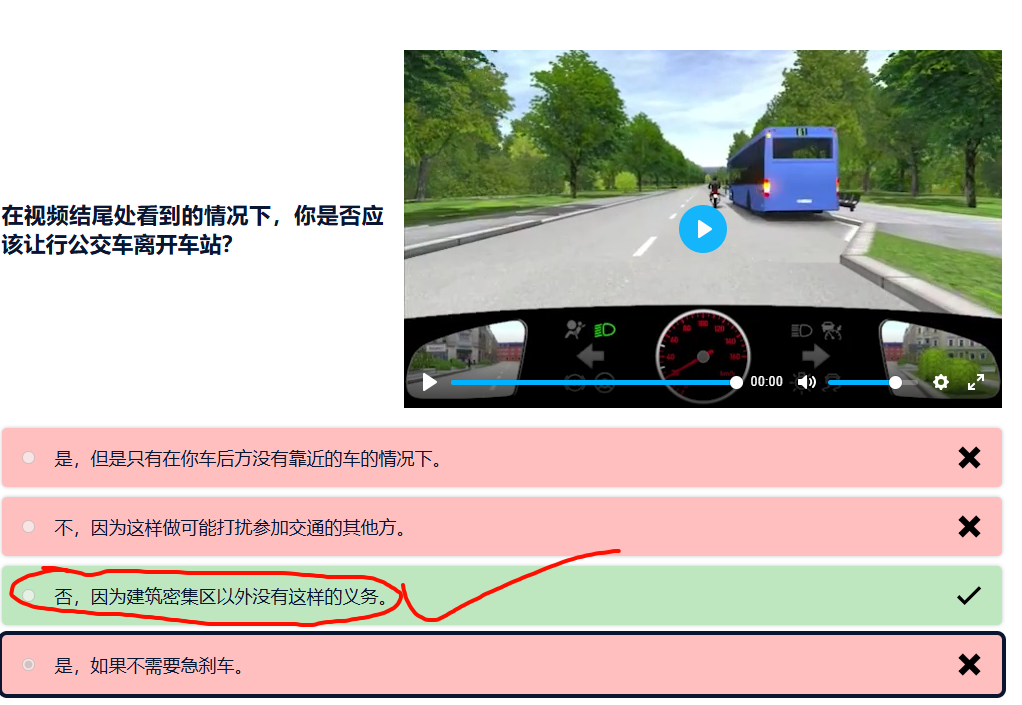 在视频结尾处看到的情况下，你是否应
该让行公交车离开车站？
00:00
是，但是只有在你车后方没有靠近的车的情况下。
不，因为这样做可能打扰参加交通的其他方。
否，因为建筑密集区以外没有这样的义务。
是，如果不需要急刹车。